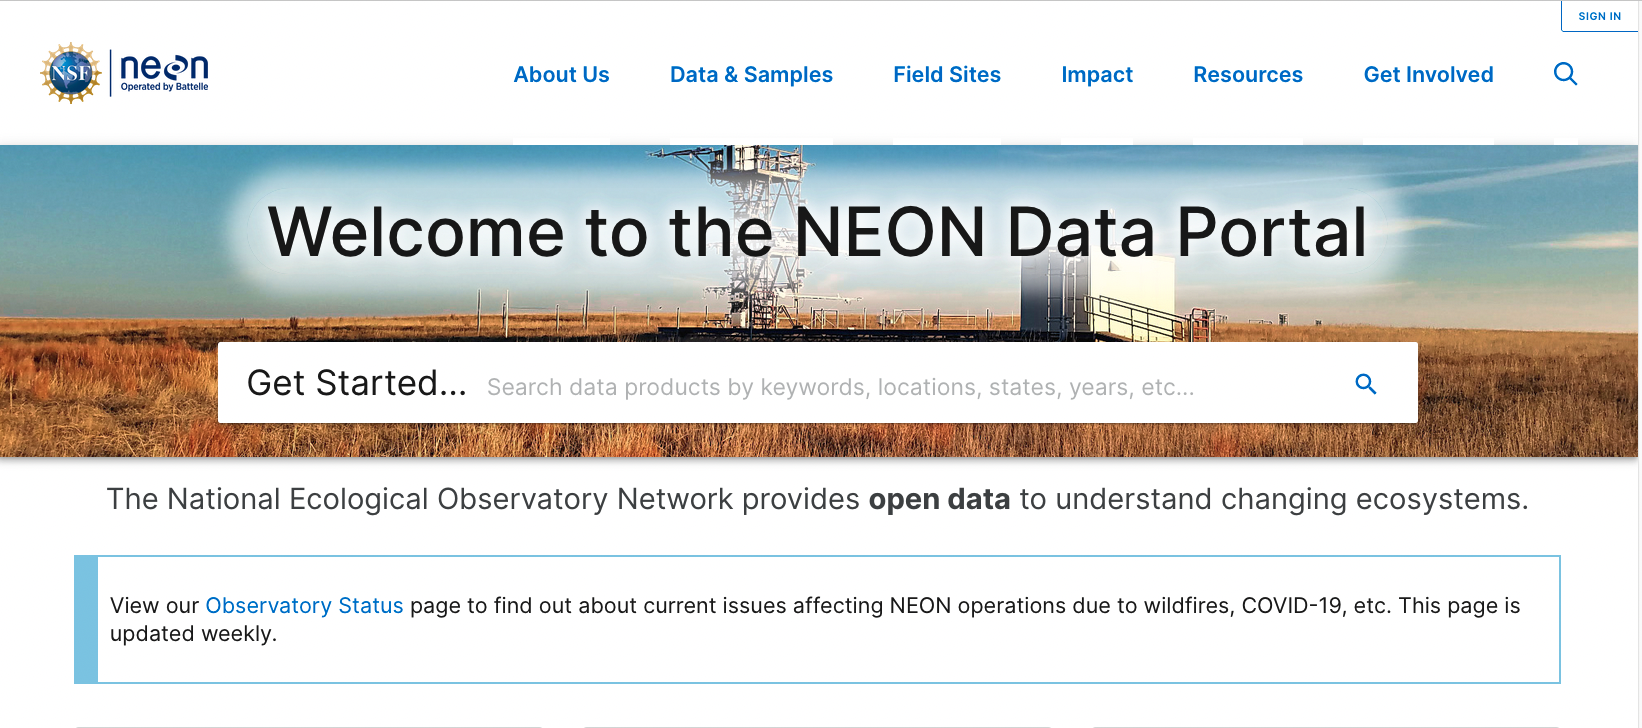 SIGN IN
NSF
neon
Operated by Battelle
About Us
Data & Samples
Field Sites
Impact
Resources
Get Involved
Welcome to the NEON Data Portal
Get Started...
Search data products by keywords, locations, states, years, etc...
The National Ecological Observatory Network provides open data to understand changing ecosystems.
View our Observatory Status page to find out about current issues affecting NEON operations due to wildfires, COVID-19, etc. This page is
updated weekly.